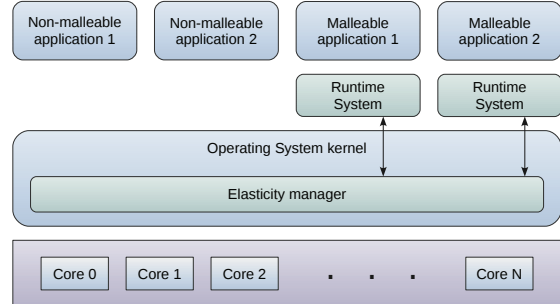 Non-malleable
application 1
Non-malleable
application 2
Malleable
application 1
Malleable
application 2
Runtime
System
Runtime
System
Operating System kernel
Elasticity manager
Core 0
Core 1
Core 2
. . .
Core N